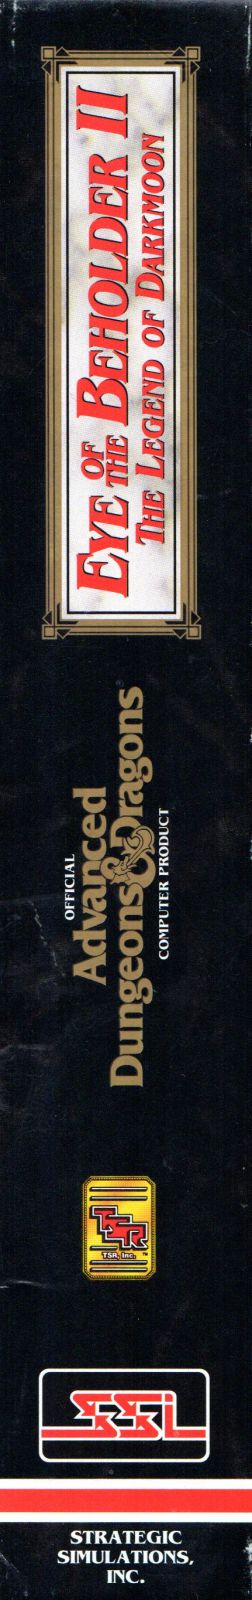 EYE OF THE BEHOLDER II
THE LEGEND OF DARKMOON
OFFICIAL
Advanced
Dungeons & Dragons®
COMPUTER PRODUCT
TSR
TSR, Inc.™
SSI
STRATEGIC
SIMULATIONS,
INC.